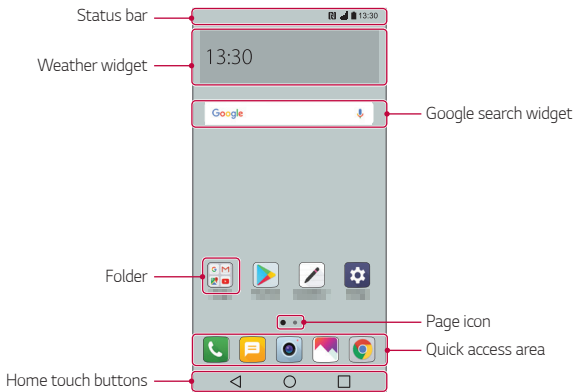 Status bar
13:30
Weather widget
13:30
Google
Google search widget
Folder
Page icon
Quick access area
Home touch buttons